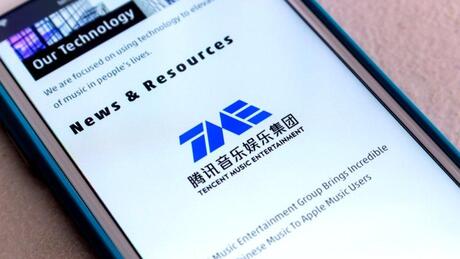 Our Technology
We are focused on using technology to elevate
of music in people's lives.
News & Resources
TME
腾讯音乐娱乐集团
TENCENT MUSIC ENTERTAINMENT
Music Entertainment Group Brings Incredible
Chinese Music To Apple Music Users